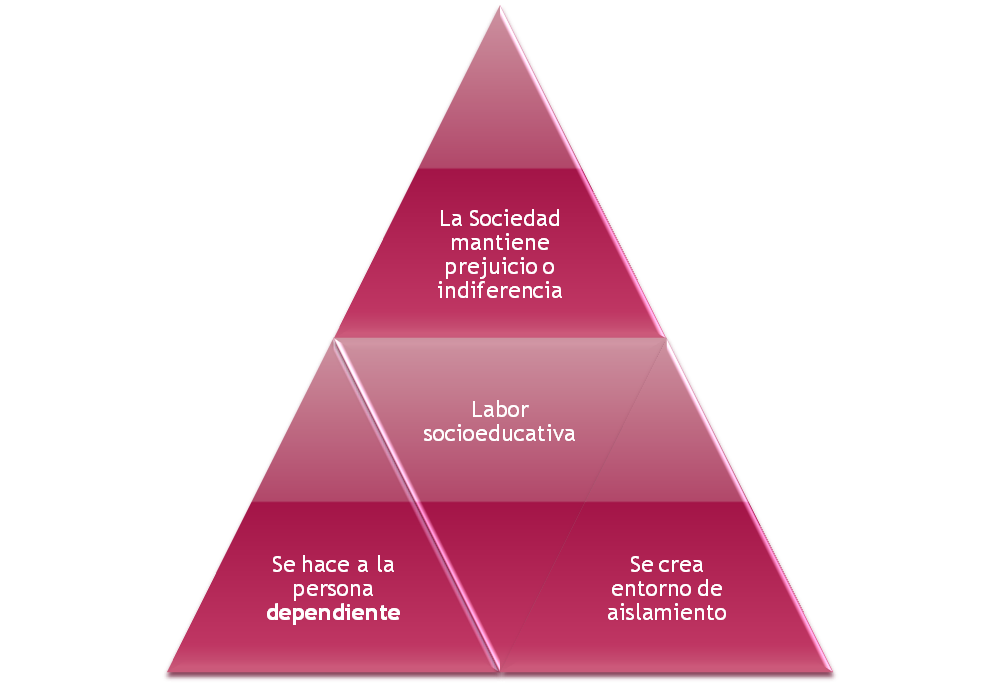 La Sociedad
mantiene
prejuicio o
indiferencia
Labor
socioeducativa
Se hace a la
persona
dependiente
Se crea
entorno de
aislamiento